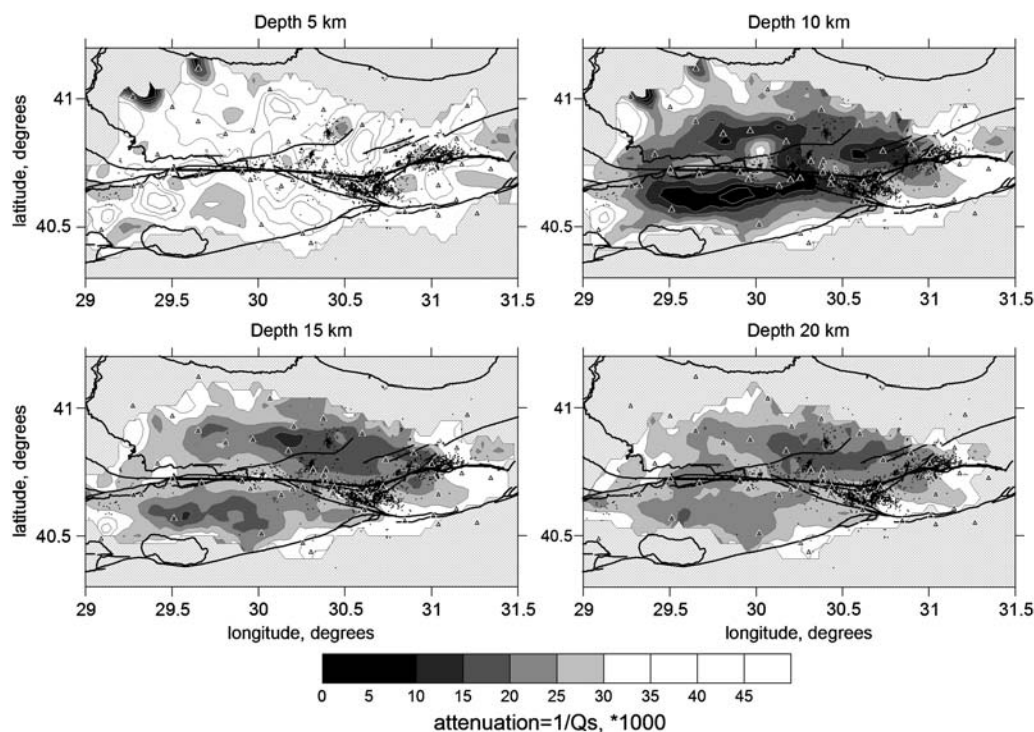 Depth 5 km
Depth 10 km
latitude, degrees
41
40.5
29 29.5 30 30.5 31 31.5
41
40.5
29 29.5 30 30.5 31 31.5
Depth 15 km
Depth 20 km
latitude, degrees
41
40.5
29 29.5 30 30.5 31 31.5
longitude, degrees
41
40.5
29 29.5 30 30.5 31 31.5
longitude, degrees
0 5 10 15 20 25 30 35 40 45
attenuation=1/Qs, *1000